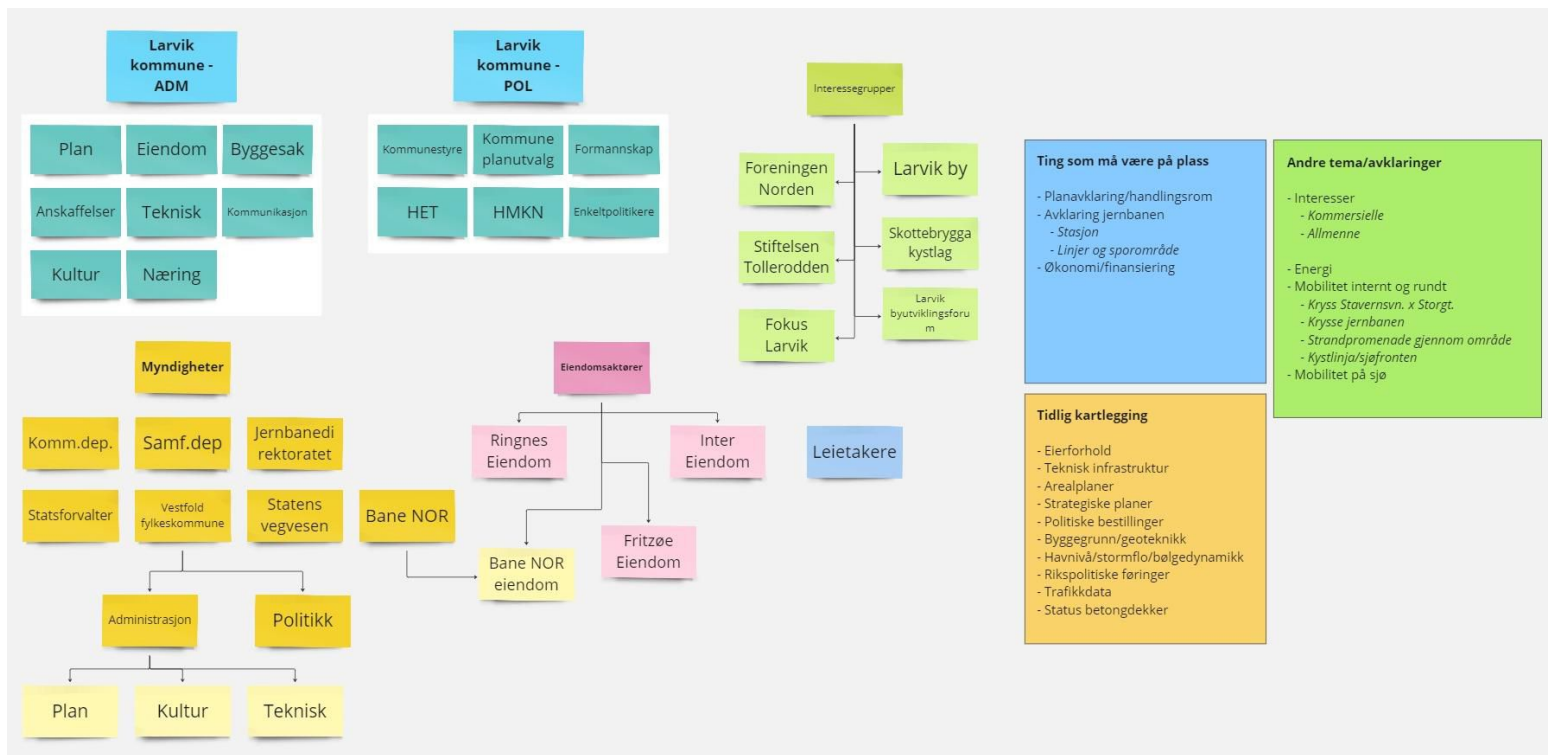 Larvik
kommune -
ADM
Plan
Eiendom
Byggesak
Anskaffelser
Teknisk
Kommunikasjon
Kultur
Næring
Larvik
kommune -
POL
Kommunestyre
Kommune
planutvalg
Formannskap
HET
HMKN
Enkeltpolitikere
Interessegrupper
Foreningen
Norden
Larvik by
Stiftelsen
Tollerodden
Skottebrygga
kystlag
Fokus
Larvik
Larvik
byutviklingsforu
m
Myndigheter
Komm.dep.
Samf.dep
Jernbanedi
rektoratet
Statsforvalter
Vestfold
fylkeskommune
Statens
vegvesen
Bane NOR
Administrasjon
Politikk
Plan
Kultur
Teknisk
Eiendomsaktører
Ringnes
Eiendom
Inter
Eiendom
Bane NOR
eiendom
Fritzøe
Eiendom
Leietakere
Ting som må være på plass
- Planavklaring/handlingsrom
- Avklaring jernbanen
- Stasjon
- Linjer og sporområde
- Økonomi/finansiering
Andre tema/avklaringer
- Interesser
- Kommersielle
- Allmenne
- Energi
- Mobilitet internt og rundt
- Kryss Stavernsvn. x Storgt.
- Krysse jernbanen
- Strandpromenade gjennom område
- Kystlinja/sjøfronten
- Mobilitet på sjø
Tidlig kartlegging
- Eierforhold
- Teknisk infrastruktur
- Arealplaner
- Strategiske planer
- Politiske bestillinger
- Byggegrunn/geoteknikk
- Havnivå/stormflo/bølgedynamikk
- Rikspolitiske føringer
- Trafikkdata
- Status betongdekker